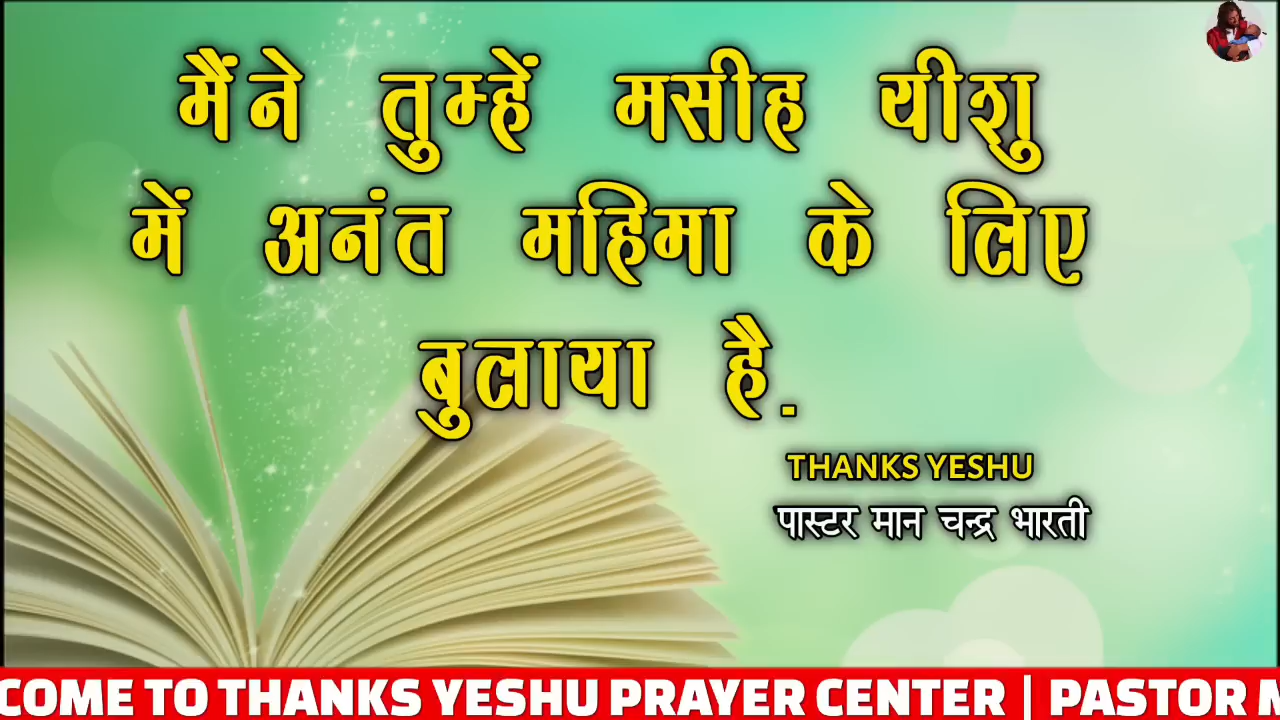 मैंने तुम्हें मसीह यीशु
में अनंत महिमा के लिए
बुलाया है.
THANKS YESHU
पास्टर मान चन्द्र भारती
COME TO THANKS YESHU PRAYER CENTER | PASTOR M